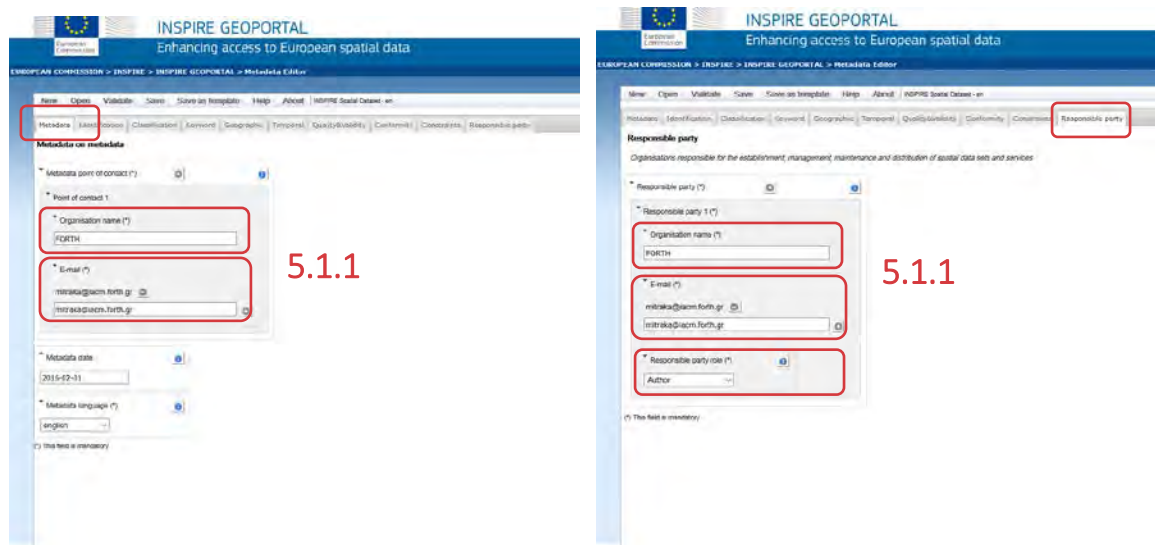 European
Commission
INSPIRE GEOPORTAL
Enhancing access to European spatial data
EUROPEAN COMMISSION > INSPIRE > INSPIRE GEOPORTAL > Metadata Editor
New Open Validate Save Save as template Help About INSPIRE Spatial Dataset - en
Metadata Identification Classification Keyword Geographic Temporal Quality&Validity Conformity Constraints Responsible party
Metadata on metadata
* Metadata point of contact (*)
* Point of contact 1
* Organisation name (*)
FORTH
* E-mail (*)
mitraka@iacm.forth.gr
mitraka@iacm.forth.gr
5.1.1
* Metadata date
2015-02-11
* Metadata language (*)
english
(*) This field is mandatory
European
Commission
INSPIRE GEOPORTAL
Enhancing access to European spatial data
EUROPEAN COMMISSION > INSPIRE > INSPIRE GEOPORTAL > Metadata Editor
New Open Validate Save Save as template Help About INSPIRE Spatial Dataset - en
Metadata Identification Classification Keyword Geographic Temporal Quality&Validity Conformity Constraints Responsible party
Responsible party
Organisations responsible for the establishment, management, maintenance and distribution of spatial data sets and services
* Responsible party (*)
* Responsible party 1 (*)
* Organisation name (*)
FORTH
* E-mail (*)
mitraka@iacm.forth.gr
mitraka@iacm.forth.gr
5.1.1
* Responsible party role (*)
Author
(*) This field is mandatory